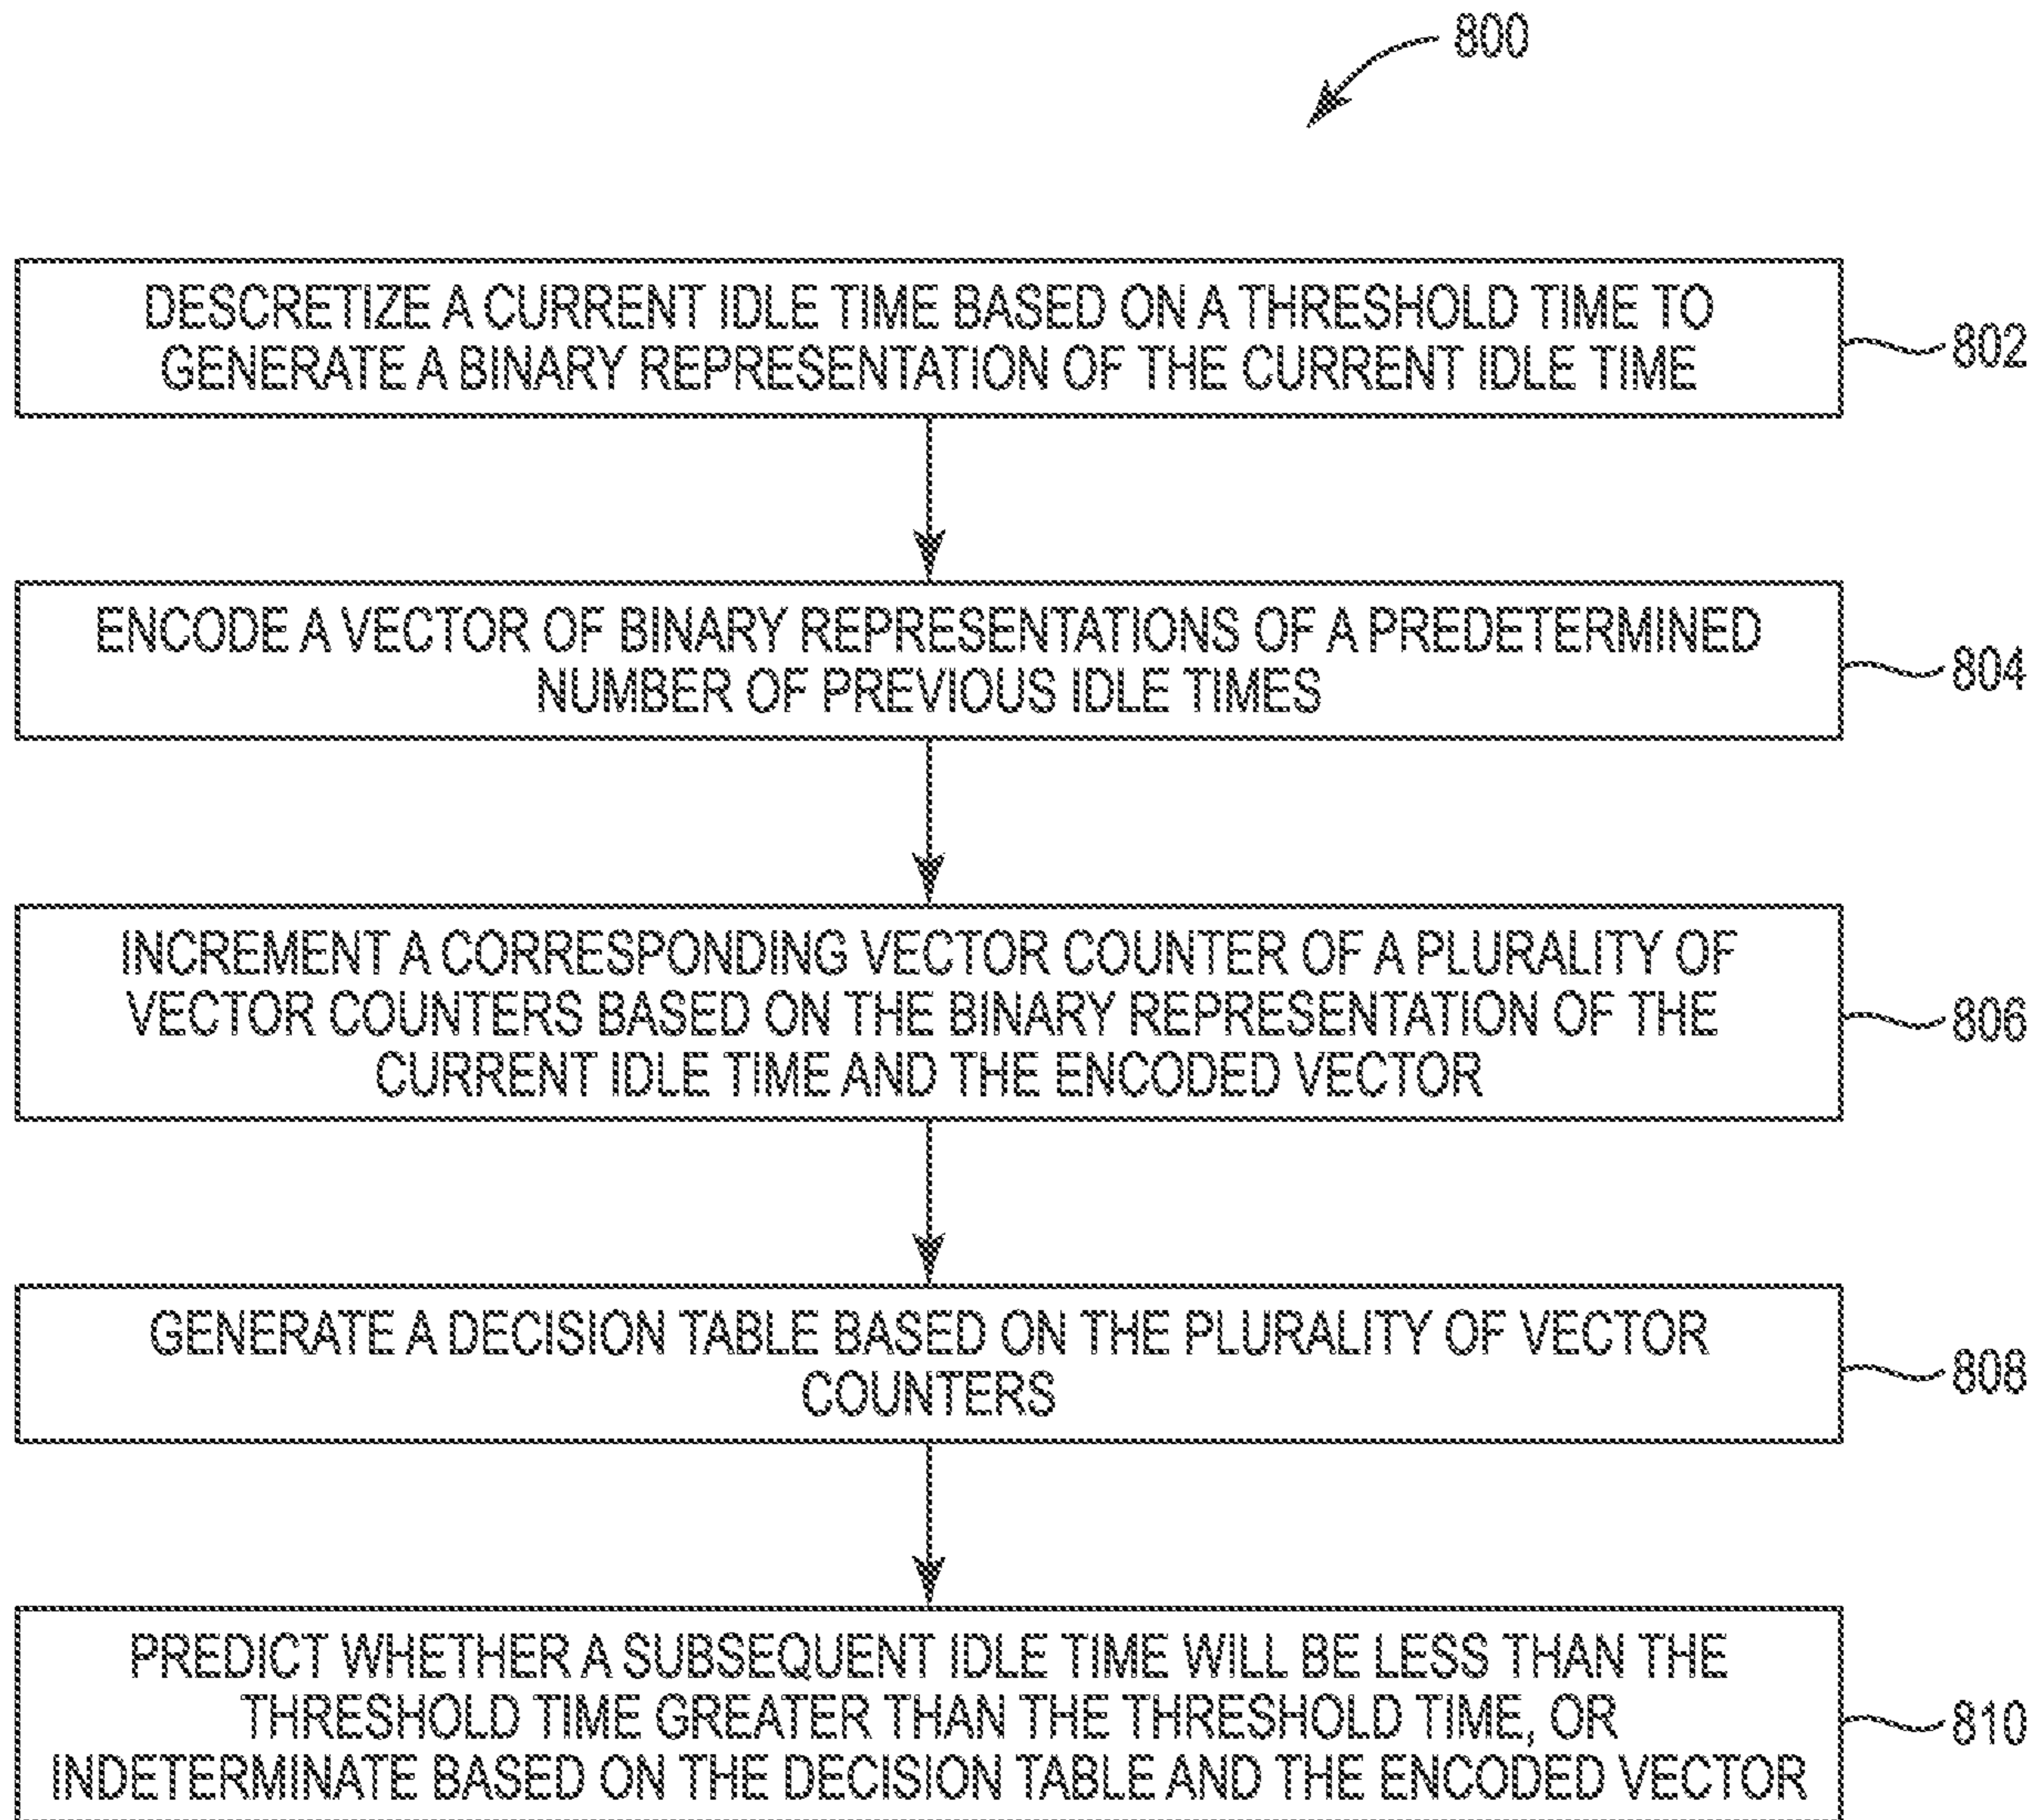 800
DESCRETIZE A CURRENT IDLE TIME BASED ON A THRESHOLD TIME TO
GENERATE A BINARY REPRESENTATION OF THE CURRENT IDLE TIME
802
ENCODE A VECTOR OF BINARY REPRESENTATIONS OF A PREDETERMINED
NUMBER OF PREVIOUS IDLE TIMES
804
INCREMENT A CORRESPONDING VECTOR COUNTER OF A PLURALITY OF
VECTOR COUNTERS BASED ON THE BINARY REPRESENTATION OF THE
CURRENT IDLE TIME AND THE ENCODED VECTOR
806
GENERATE A DECISION TABLE BASED ON THE PLURALITY OF VECTOR
COUNTERS
808
PREDICT WHETHER A SUBSEQUENT IDLE TIME WILL BE LESS THAN THE
THRESHOLD TIME GREATER THAN THE THRESHOLD TIME, OR
INDETERMINATE BASED ON THE DECISION TABLE AND THE ENCODED VECTOR
810